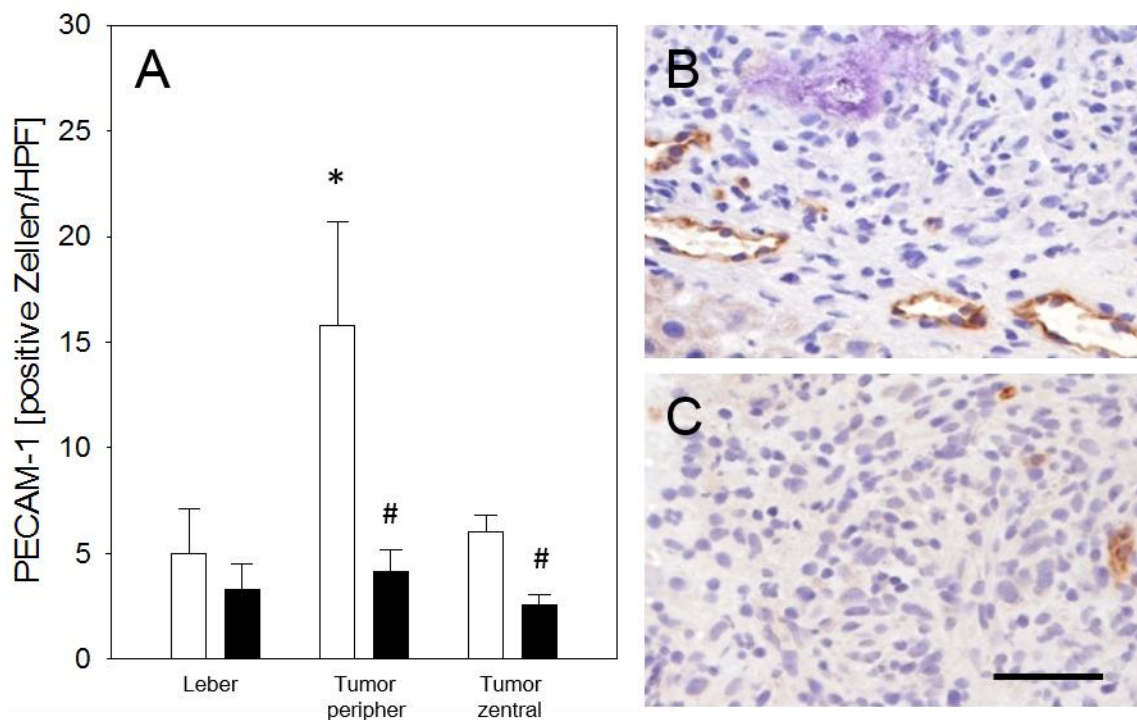 PECAM-1 [positive Zellen/HPF]
30
25
20
15
10
5
0
A
*
#
#
Leber
Tumor
peripher
Tumor
zentral
B
C